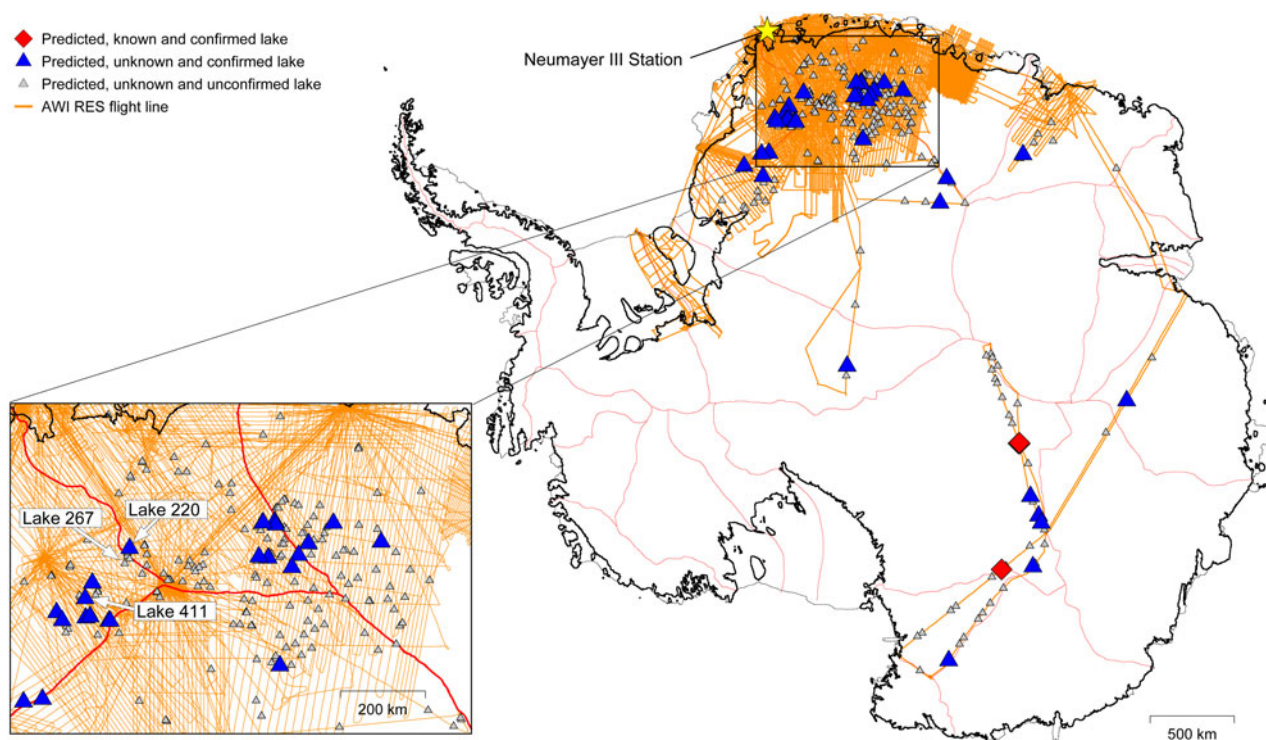 Predicted, known and confirmed lake
Predicted, unknown and confirmed lake
Predicted, unknown and unconfirmed lake
AWI RES flight line
Neumayer III Station
Lake 220
Lake 267
Lake 411
200 km
500 km